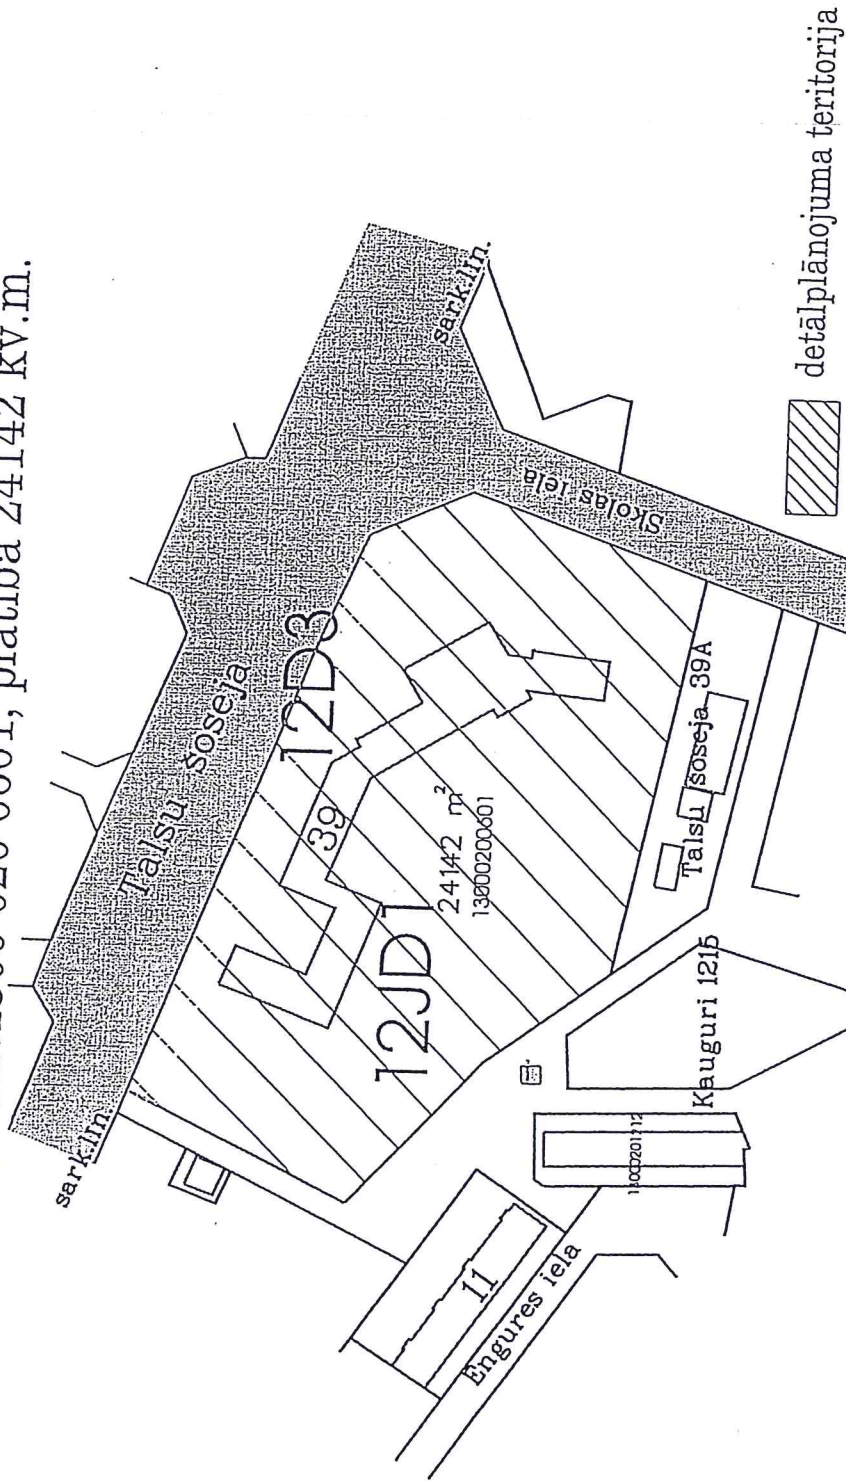 platība 24142 kv.m.
Talsu šoseja
sark.lin.
sark.lin.
12D3
39
12JD1
24142 m²
13000200601
Skolas iela
Talsu šoseja 39A
Kauguri 1215
13000201212
11
Engures iela
detālplānojuma teritorija